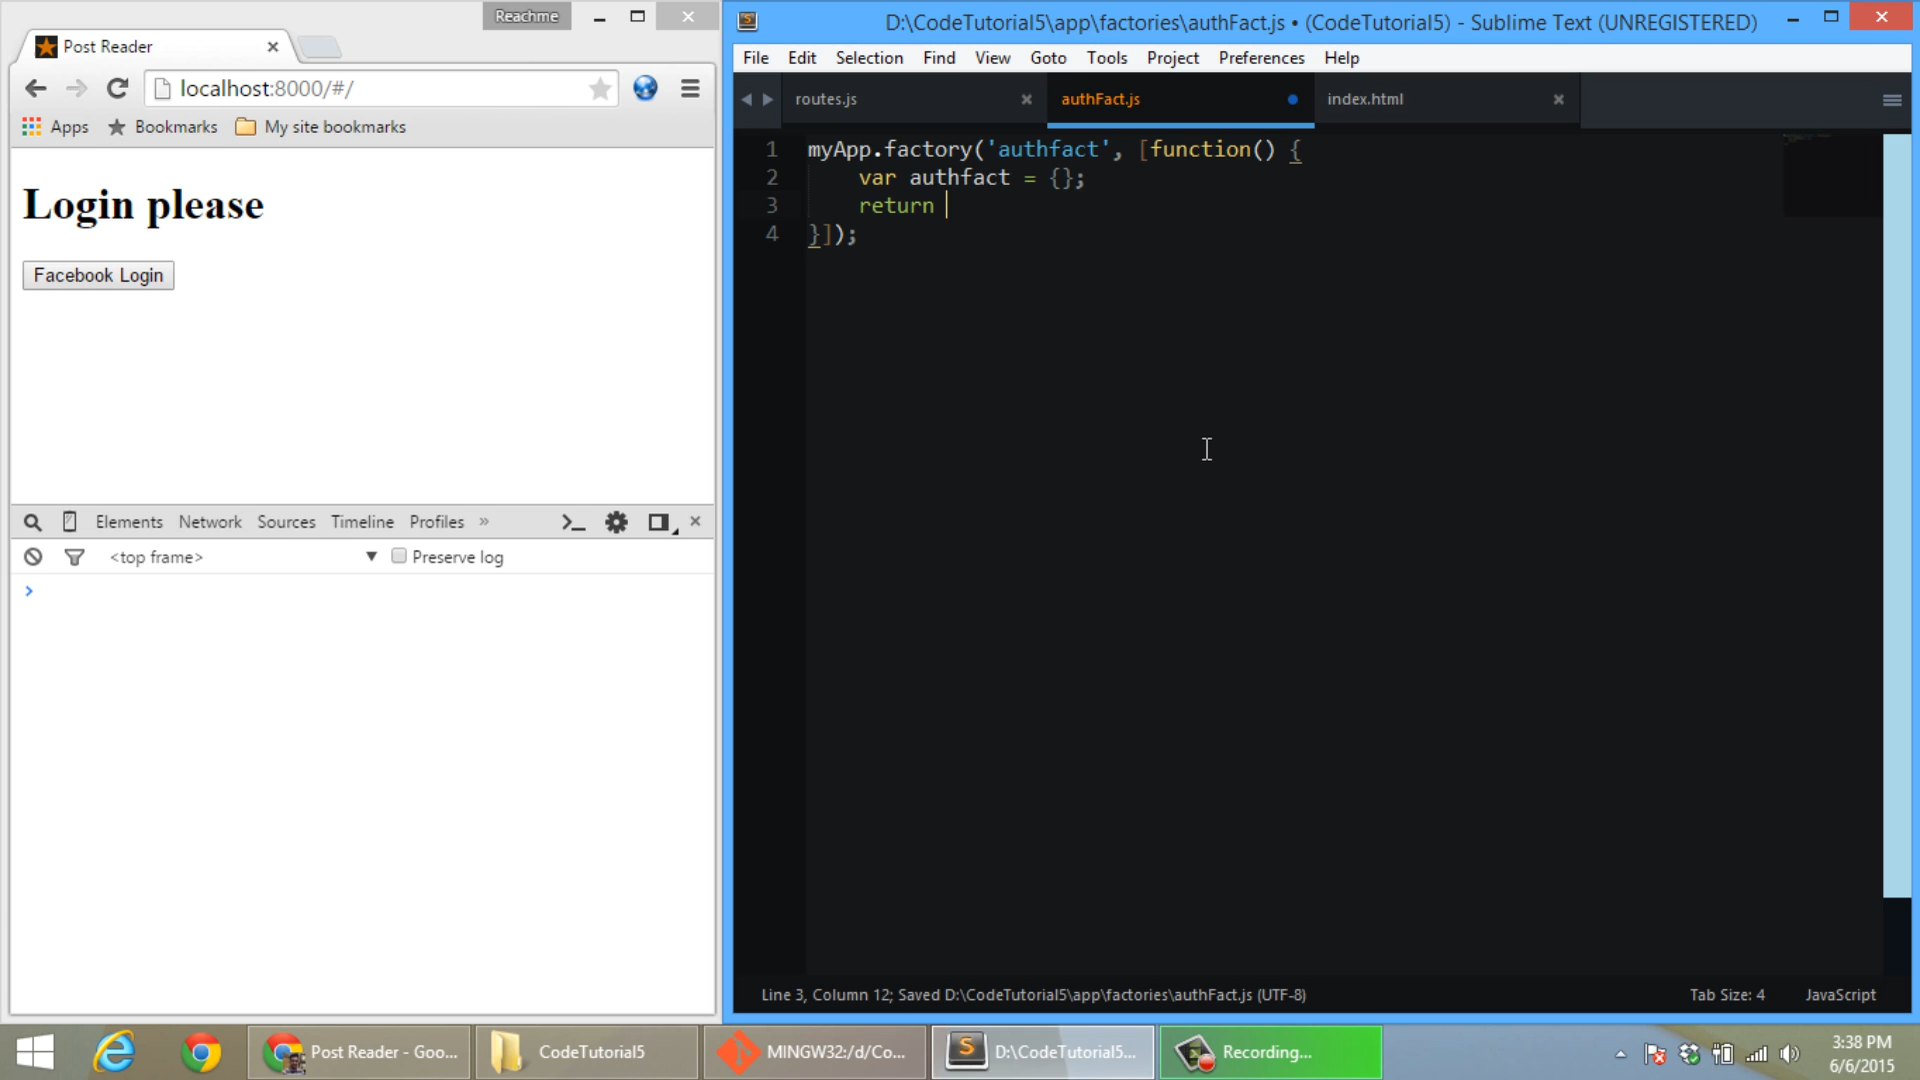 Reachme
Post Reader
localhost:8000/#/
Apps Bookmarks My site bookmarks
Login please
Facebook Login
Elements Network Sources Timeline Profiles »
<top frame> ▼ Preserve log
>
D:\CodeTutorial5\app\factories\authFact.js • (CodeTutorial5) - Sublime Text (UNREGISTERED)
File Edit Selection Find View Goto Tools Project Preferences Help
routes.js authFact.js index.html
1 myApp.factory('authfact', [function() {
2 var authfact = {};
3 return
4 }]);
Line 3, Column 12; Saved D:\CodeTutorial5\app\factories\authFact.js (UTF-8) Tab Size: 4 JavaScript
Post Reader - Goo... CodeTutorial5 MINGW32:/d/Co... D:\CodeTutorial5... Recording... 3:38 PM
6/6/2015